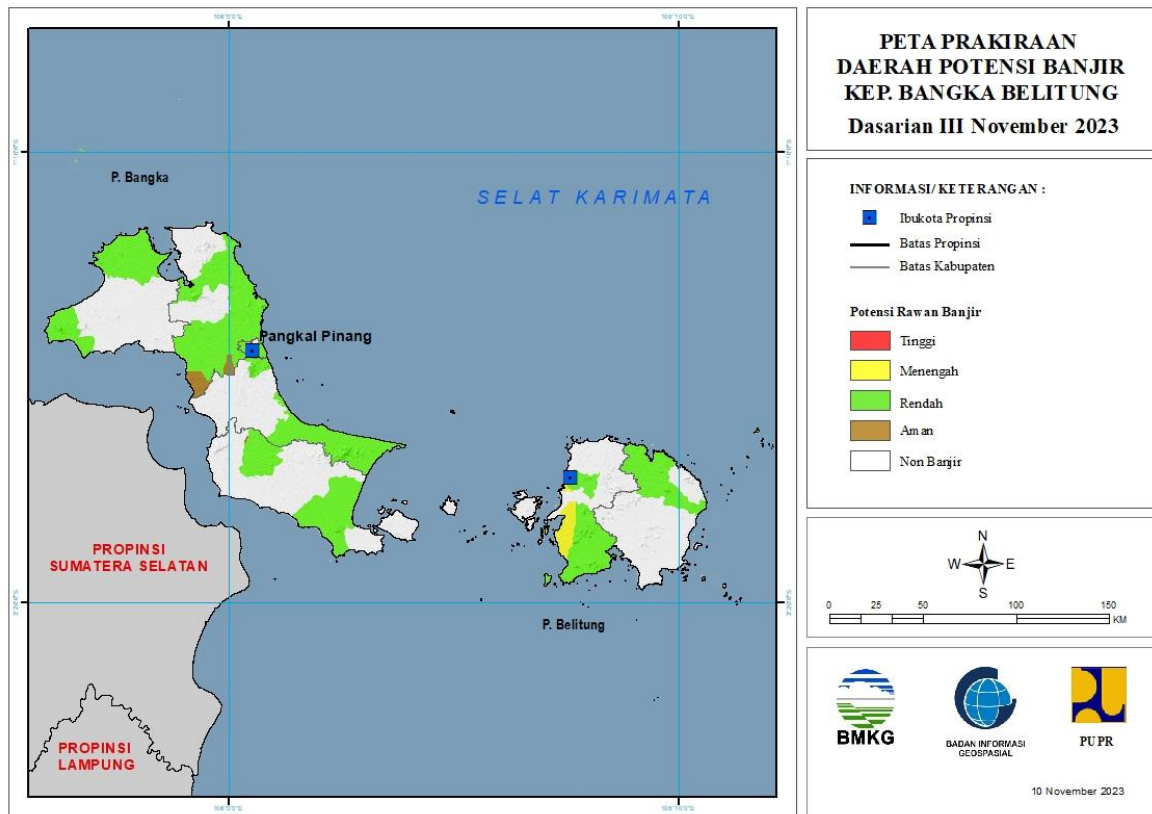 PETA PRAKIRAAN
DAERAH POTENSI BANJIR
KEP. BANGKA BELITUNG
Dasarian III November 2023
P. Bangka
SELAT KARIMATA
Pangkal Pinang
PROPINSI
SUMATERA SELATAN
P. Belitung
PROPINSI
LAMPUNG
INFORMASI/ KETERANGAN :
Ibukota Propinsi
Batas Propinsi
Batas Kabupaten
Potensi Rawan Banjir
Tinggi
Menengah
Rendah
Aman
Non Banjir
N
W E
S
0 25 50 100 150
KM
BMKG
BADAN INFORMASI
GEOSPASIAL
PUPR
10 November 2023